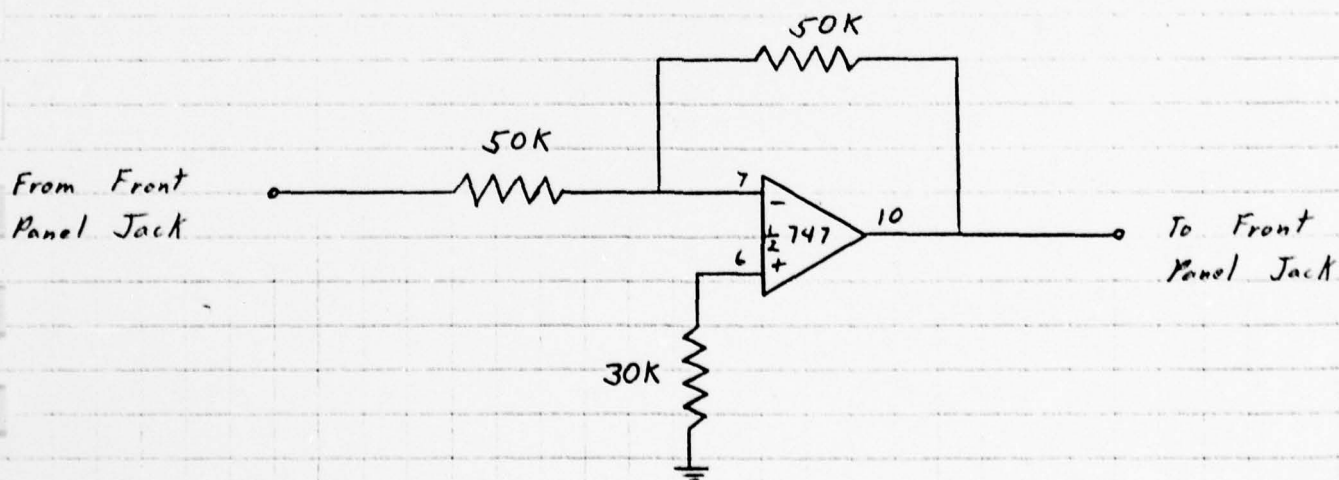 50K
50K
From Front
Panel Jack
7
-
1/2 747
10
6
+
To Front
Panel Jack
30K